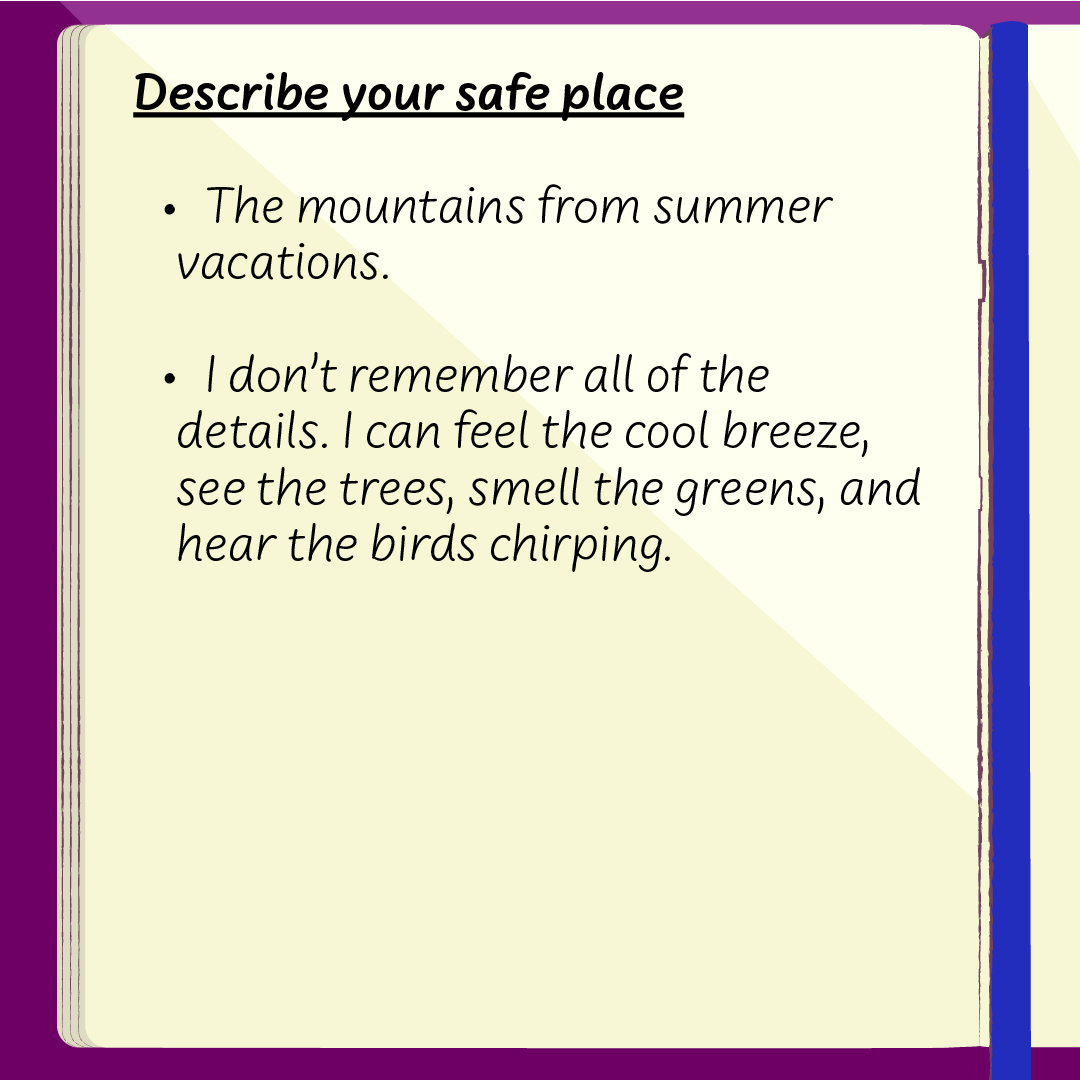 Describe your safe place
• The mountains from summer
vacations.
• I don’t remember all of the
details. I can feel the cool breeze,
see the trees, smell the greens, and
hear the birds chirping.